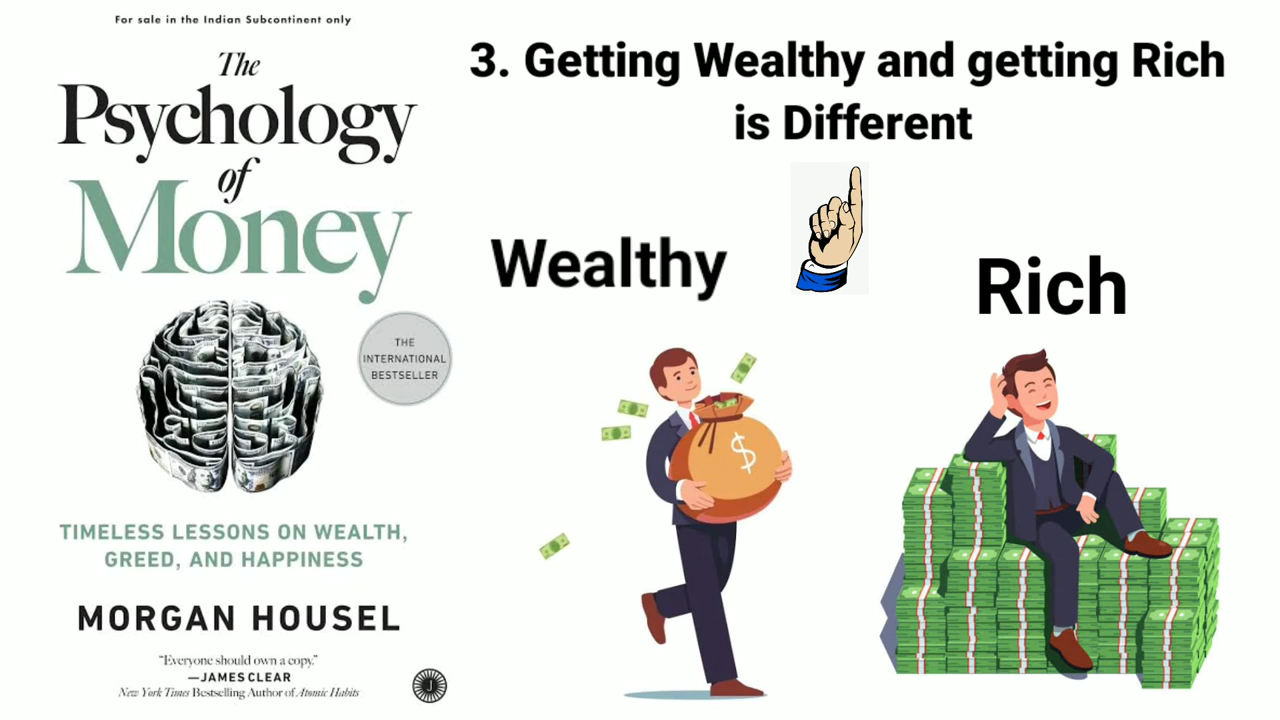 For sale in the Indian Subcontinent only
The
Psychology
of
Money
THE
INTERNATIONAL
BESTSELLER
TIMELESS LESSONS ON WEALTH,
GREED, AND HAPPINESS
MORGAN HOUSEL
“Everyone should own a copy.”
—JAMES CLEAR
New York Times Bestselling Author of Atomic Habits
J
3. Getting Wealthy and getting Rich
is Different
Wealthy
Rich
$